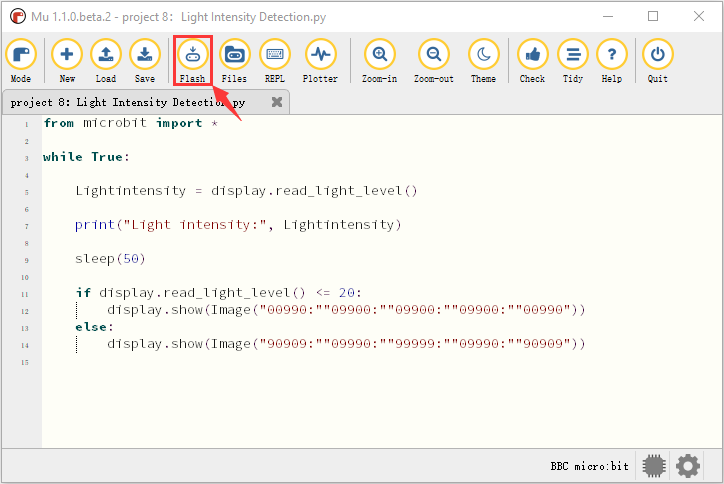 Mu 1.1.0.beta.2 - project 8: Light Intensity Detection.py
Mode New Load Save Flash Files REPL Plotter Zoom-in Zoom-out Theme Check Tidy Help Quit
project 8: Light Intensity Detection.py
1 from microbit import *
2
3 while True:
4
5 Lightintensity = display.read_light_level()
6
7 print("Light intensity:", Lightintensity)
8
9 sleep(50)
10
11 if display.read_light_level() <= 20:
12 display.show(Image("00990:""09900:""09900:""09900:""00990"))
13 else:
14 display.show(Image("90909:""09990:""99999:""09990:""90909"))
15
BBC micro:bit